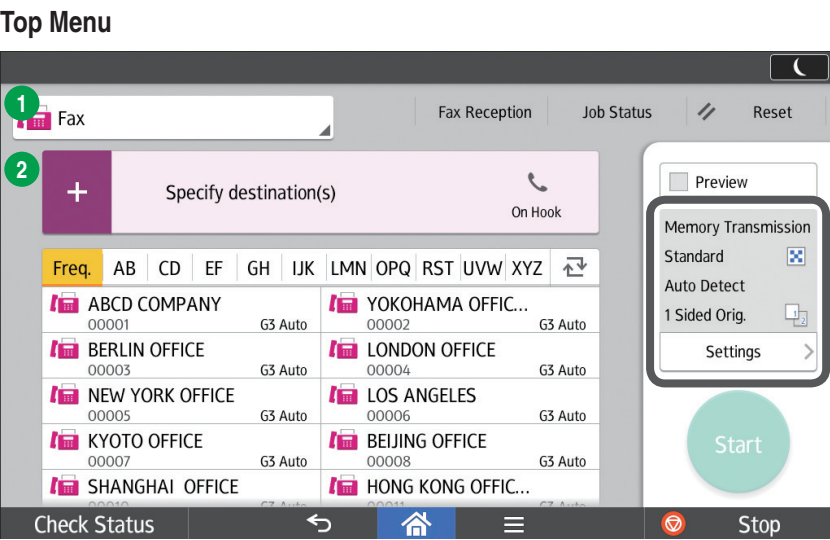 Top Menu
1
Fax
Fax Reception
Job Status
Reset
2
+
Specify destination(s)
On Hook
Preview
Memory Transmission
Standard
Auto Detect
1 Sided Orig.
1
2
Settings
Start
Freq. AB CD EF GH IJK LMN OPQ RST UVW XYZ
ABCD COMPANY
00001 G3 Auto
YOKOHAMA OFFIC...
00002 G3 Auto
BERLIN OFFICE
00003 G3 Auto
LONDON OFFICE
00004 G3 Auto
NEW YORK OFFICE
00005 G3 Auto
LOS ANGELES
00006 G3 Auto
KYOTO OFFICE
00007 G3 Auto
BEIJING OFFICE
00008 G3 Auto
SHANGHAI OFFICE
HONG KONG OFFIC...
Check Status
Stop